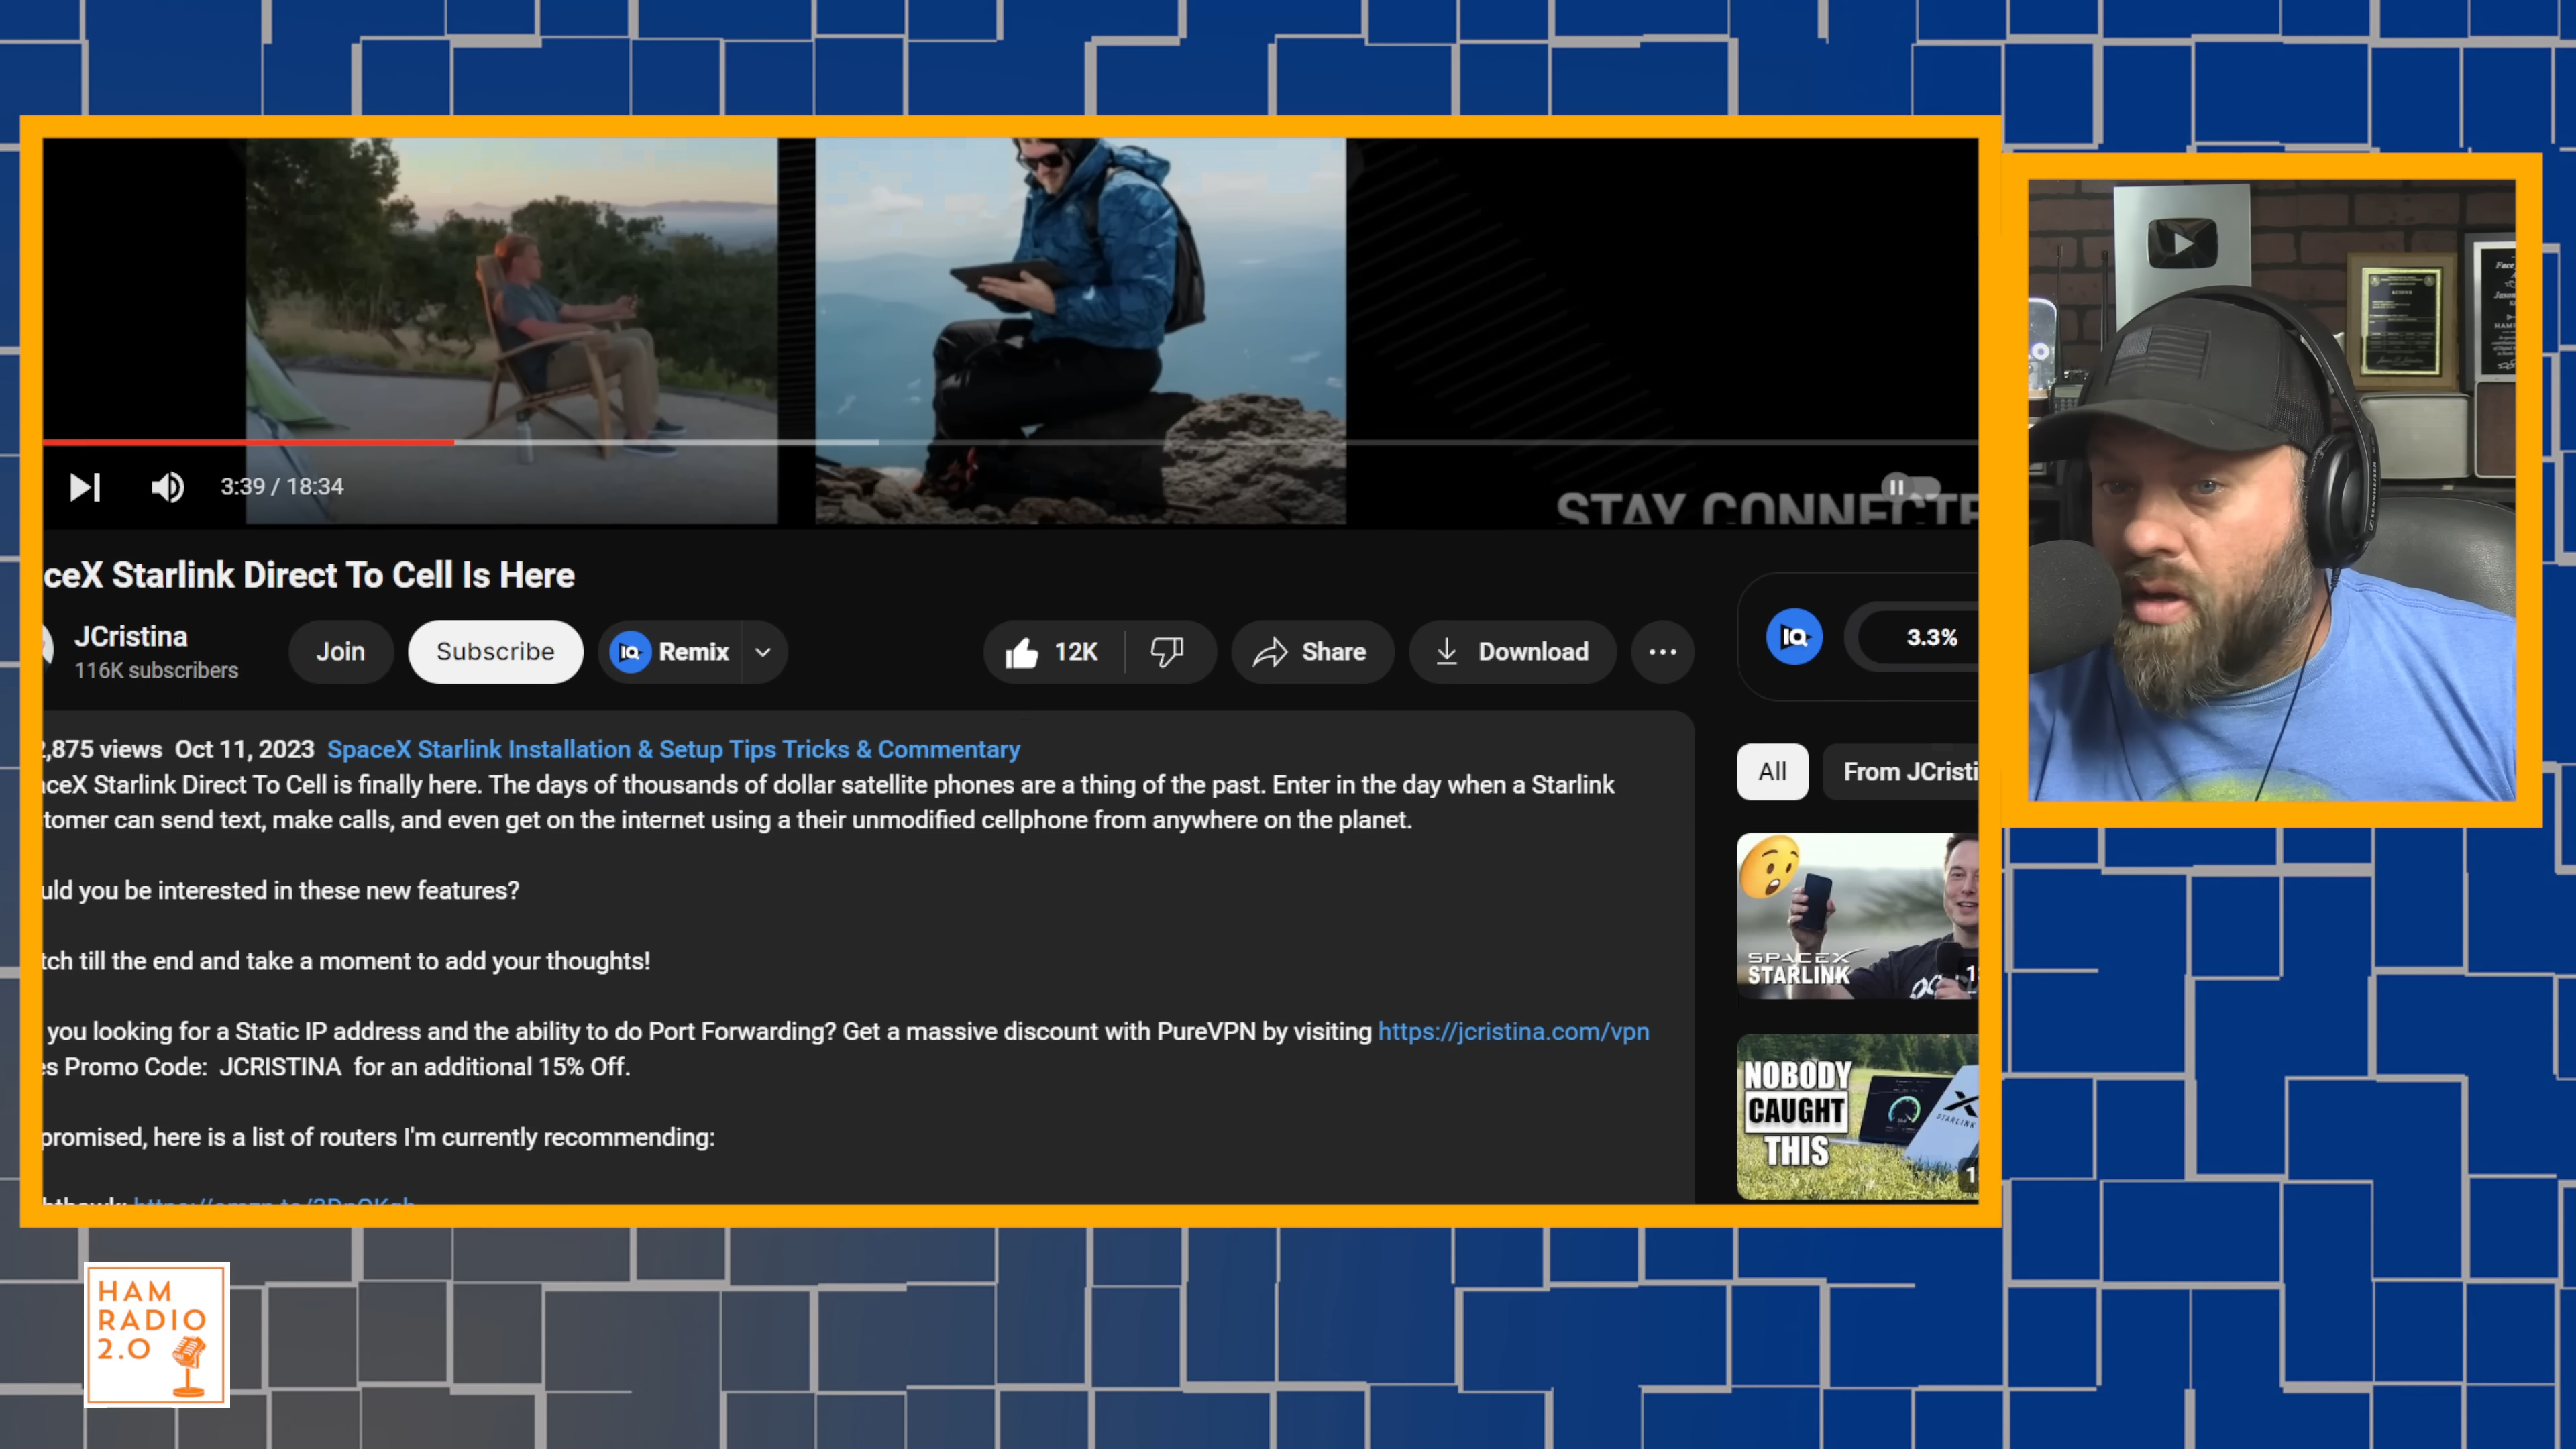 3:39 / 18:34
STAY CONNECTE
ceX Starlink Direct To Cell Is Here
JCristina
116K subscribers
Join
Subscribe
IQ
Remix
12K
Share
Download
IQ
3.3%
,875 views Oct 11, 2023 SpaceX Starlink Installation & Setup Tips Tricks & Commentary
ceX Starlink Direct To Cell is finally here. The days of thousands of dollar satellite phones are a thing of the past. Enter in the day when a Starlink
tomer can send text, make calls, and even get on the internet using a their unmodified cellphone from anywhere on the planet.
uld you be interested in these new features?
tch till the end and take a moment to add your thoughts!
you looking for a Static IP address and the ability to do Port Forwarding? Get a massive discount with PureVPN by visiting https://jcristina.com/vpn
s Promo Code: JCRISTINA for an additional 15% Off.
promised, here is a list of routers I'm currently recommending:
All
From JCristi
SPACEX
STARLINK
NOBODY
CAUGHT
THIS
STARLINK
HAM
RADIO
2.0